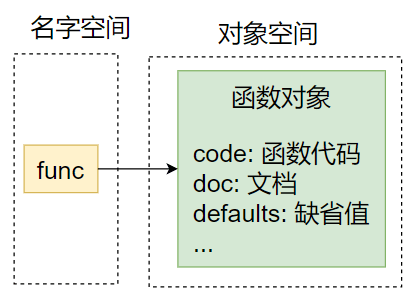 名字空间
对象空间
函数对象
func
code: 函数代码
doc: 文档
defaults: 缺省值
...